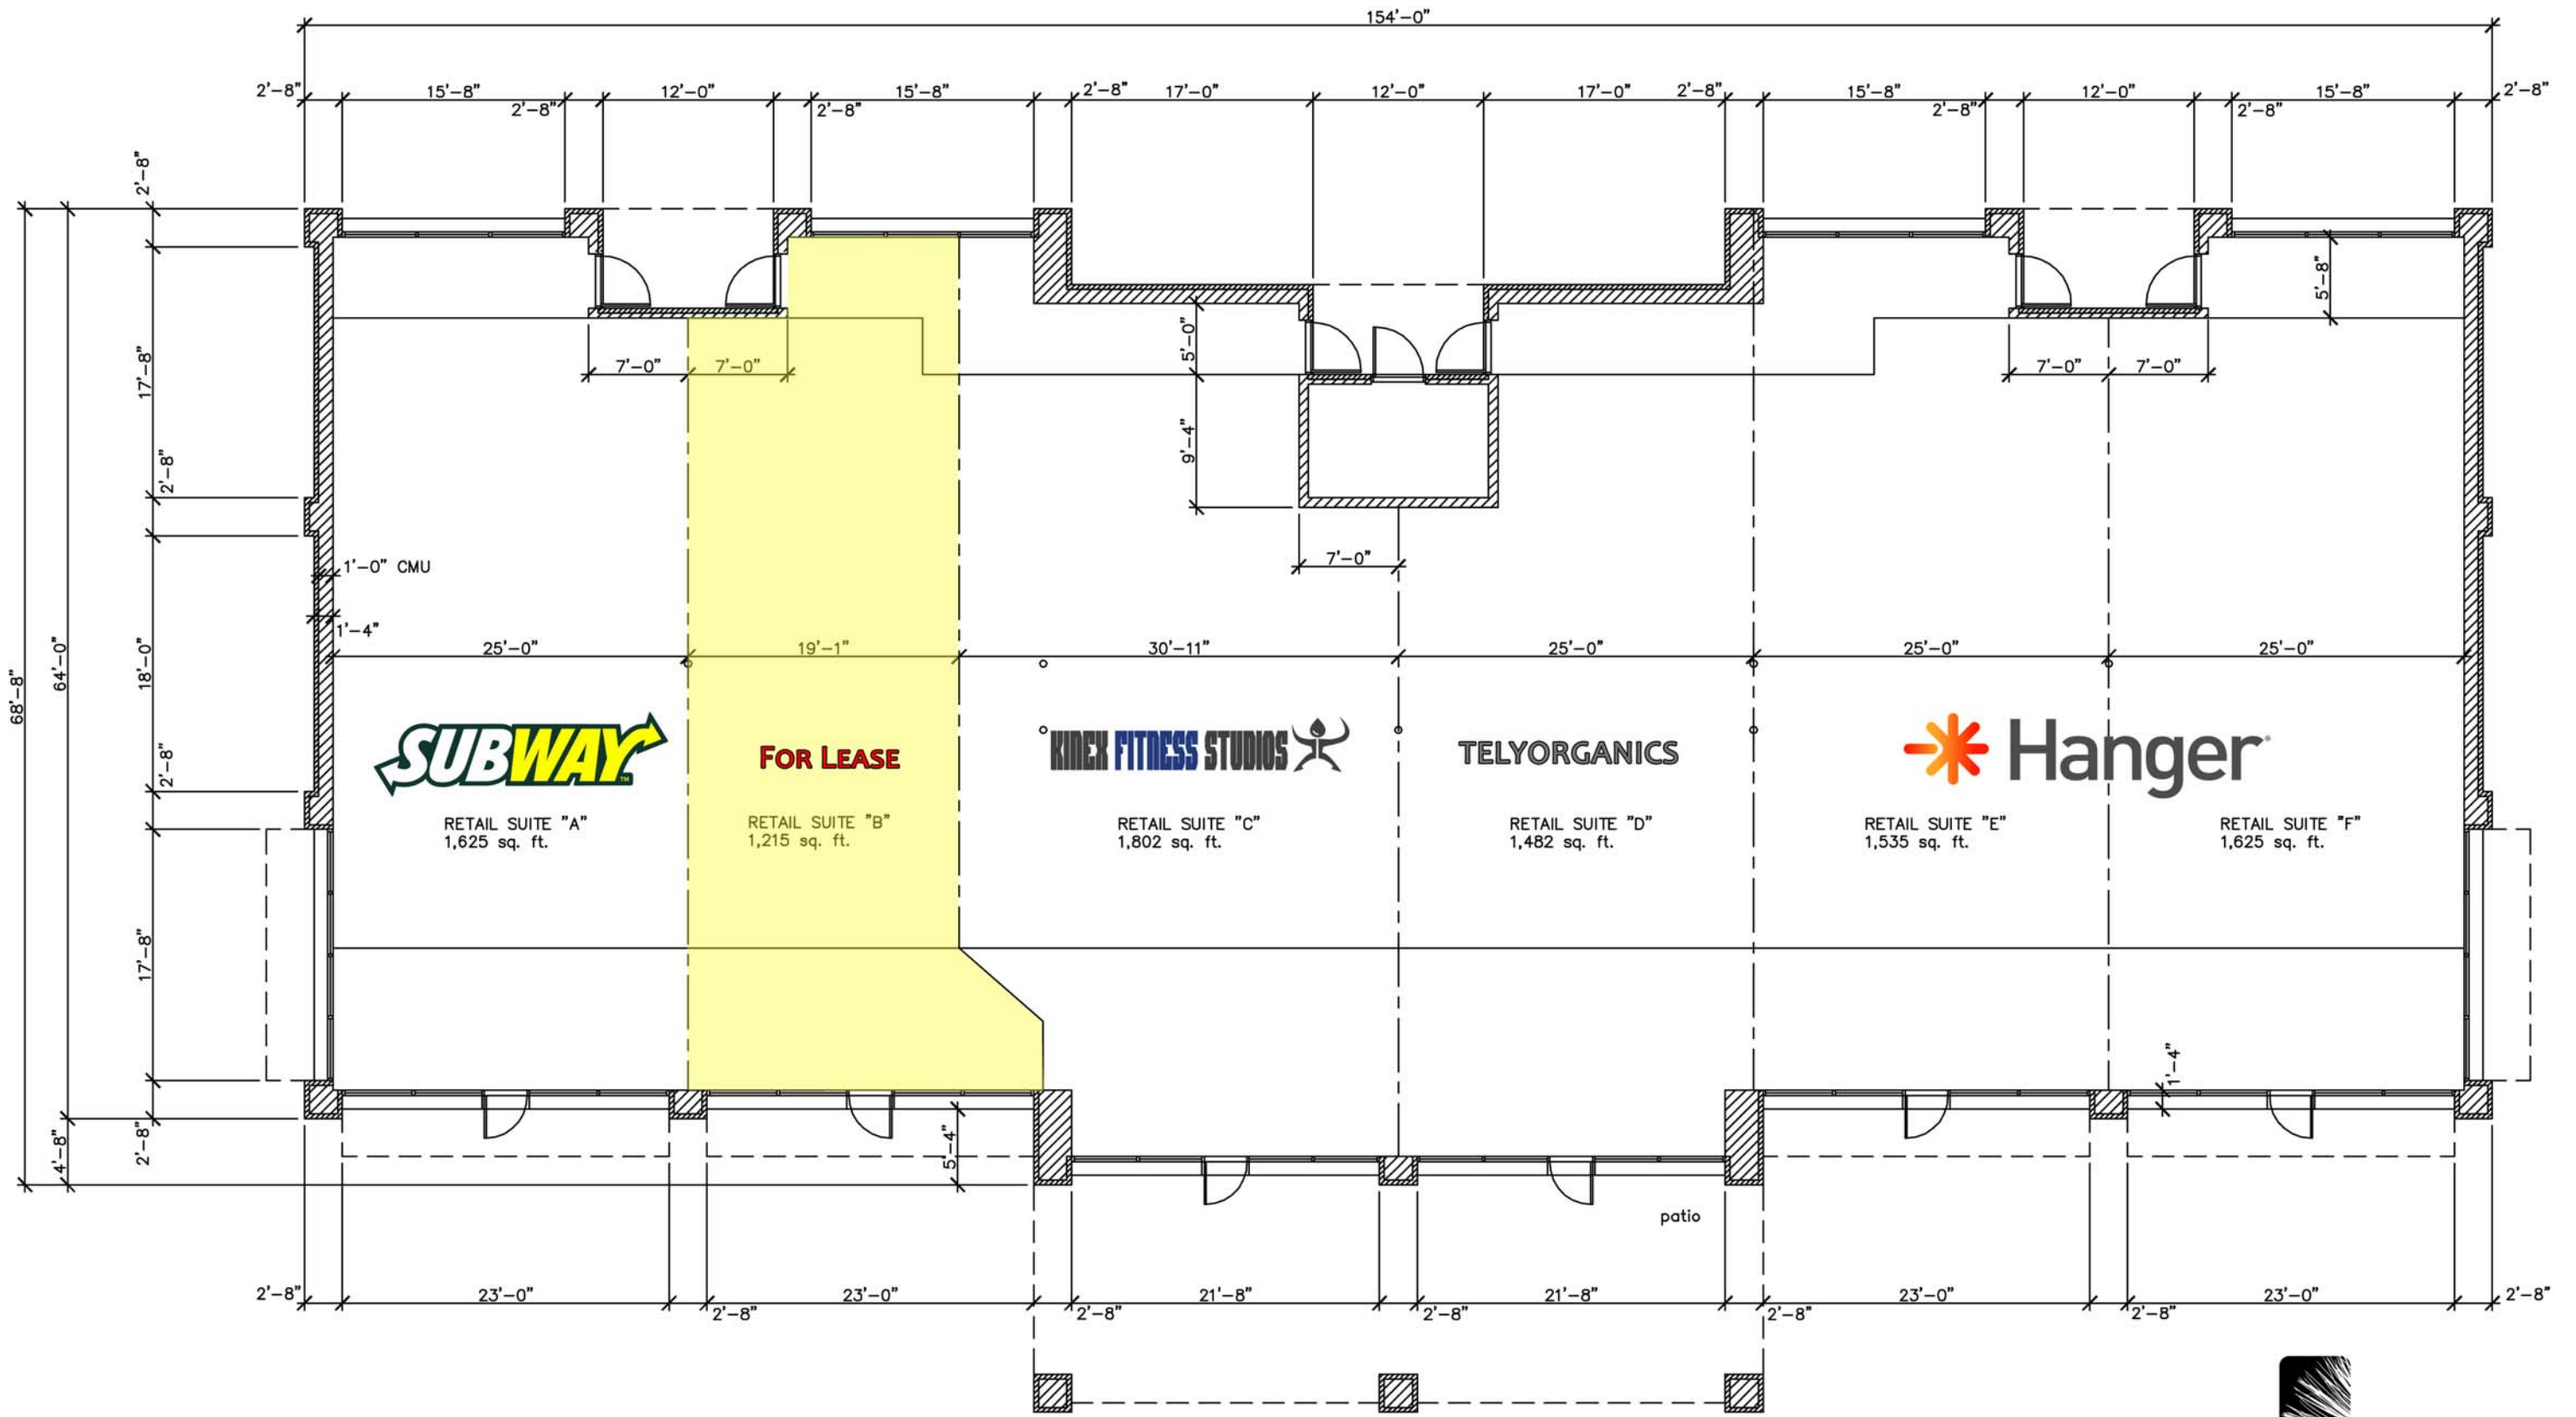 154'-0"
2'-8" 15'-8" 2'-8" 12'-0" 2'-8" 15'-8" 2'-8" 17'-0" 12'-0" 17'-0" 2'-8" 15'-8" 2'-8" 12'-0" 2'-8" 15'-8" 2'-8"
2'-8"
17'-8"
2'-8"
18'-0"
2'-8"
17'-8"
2'-8"
68'-8"
64'-0"
4'-8"
5'-8"
5'-0"
7'-0" 7'-0"
7'-0" 7'-0"
9'-4"
7'-0"
1'-0" CMU
1'-4"
25'-0" 19'-1" 30'-11" 25'-0" 25'-0" 25'-0"
SUBWAY™
FOR LEASE
KINEX FITNESS STUDIOS
TELYORGANICS
Hanger
RETAIL SUITE "A"
1,625 sq. ft.
RETAIL SUITE "B"
1,215 sq. ft.
RETAIL SUITE "C"
1,802 sq. ft.
RETAIL SUITE "D"
1,482 sq. ft.
RETAIL SUITE "E"
1,535 sq. ft.
RETAIL SUITE "F"
1,625 sq. ft.
1'-4"
5'-4"
patio
2'-8" 23'-0" 2'-8" 23'-0" 2'-8" 21'-8" 2'-8" 21'-8" 2'-8" 23'-0" 2'-8" 23'-0" 2'-8"